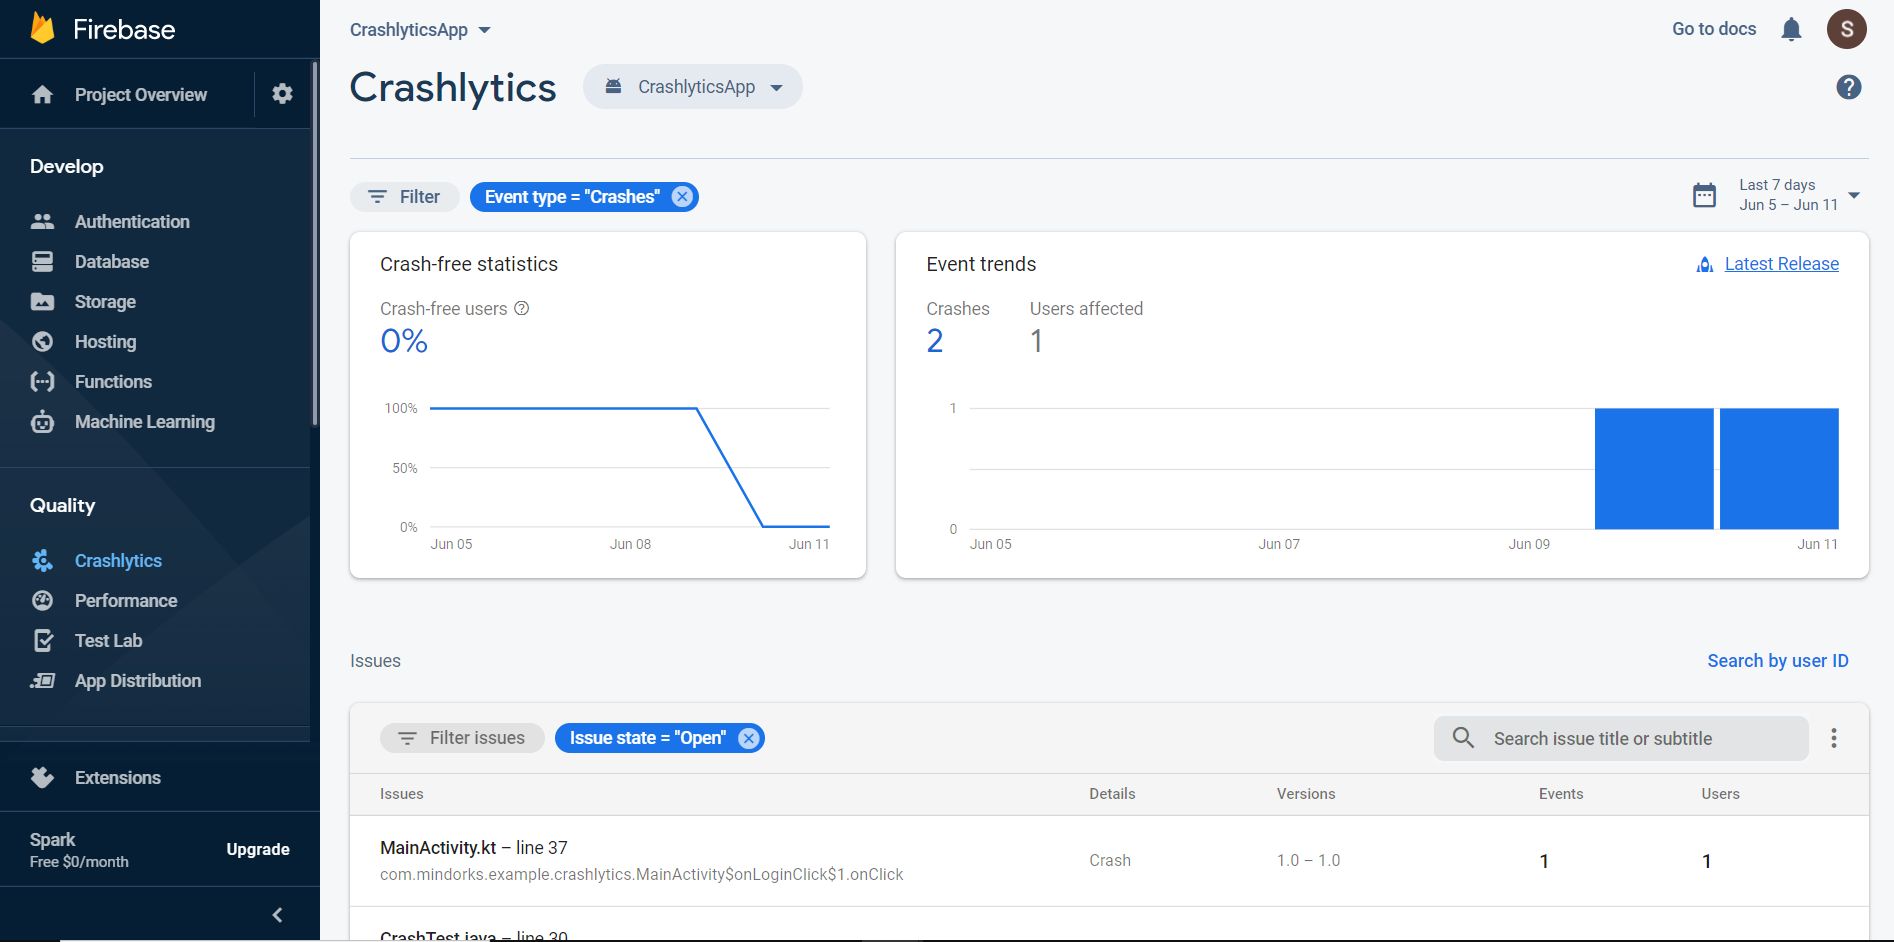 Firebase
Project Overview
Develop
Authentication
Database
Storage
Hosting
Functions
Machine Learning
Quality
Crashlytics
Performance
Test Lab
App Distribution
Extensions
Spark
Free $0/month
Upgrade
CrashlyticsApp
Go to docs
S
Crashlytics
CrashlyticsApp
?
Filter
Event type = "Crashes"
Last 7 days
Jun 5 – Jun 11
Crash-free statistics
Crash-free users ?
0%
100%
50%
0%
Jun 05 Jun 08 Jun 11
Event trends
Latest Release
Crashes Users affected
2 1
1
0
Jun 05 Jun 07 Jun 09 Jun 11
Issues
Search by user ID
Filter issues
Issue state = "Open"
Search issue title or subtitle
Issues Details Versions Events Users
MainActivity.kt – line 37
com.mindorks.example.crashlytics.MainActivity$onLoginClick$1.onClick
Crash 1.0 – 1.0 1 1
CrashTest.java – line 30